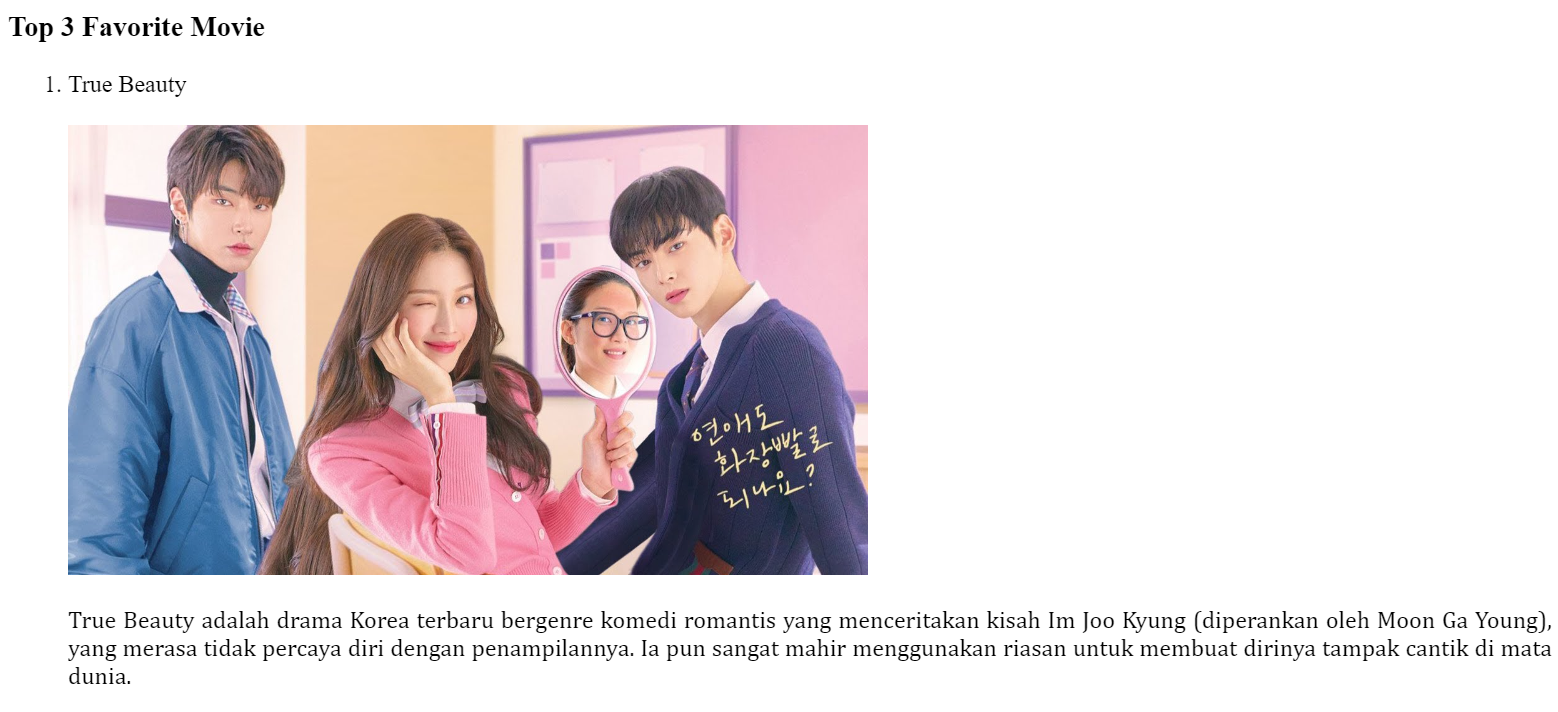 Top 3 Favorite Movie
1. True Beauty
연애도
화장빨로
되나요?
True Beauty adalah drama Korea terbaru bergenre komedi romantis yang menceritakan kisah Im Joo Kyung (diperankan oleh Moon Ga Young),
yang merasa tidak percaya diri dengan penampilannya. Ia pun sangat mahir menggunakan riasan untuk membuat dirinya tampak cantik di mata
dunia.